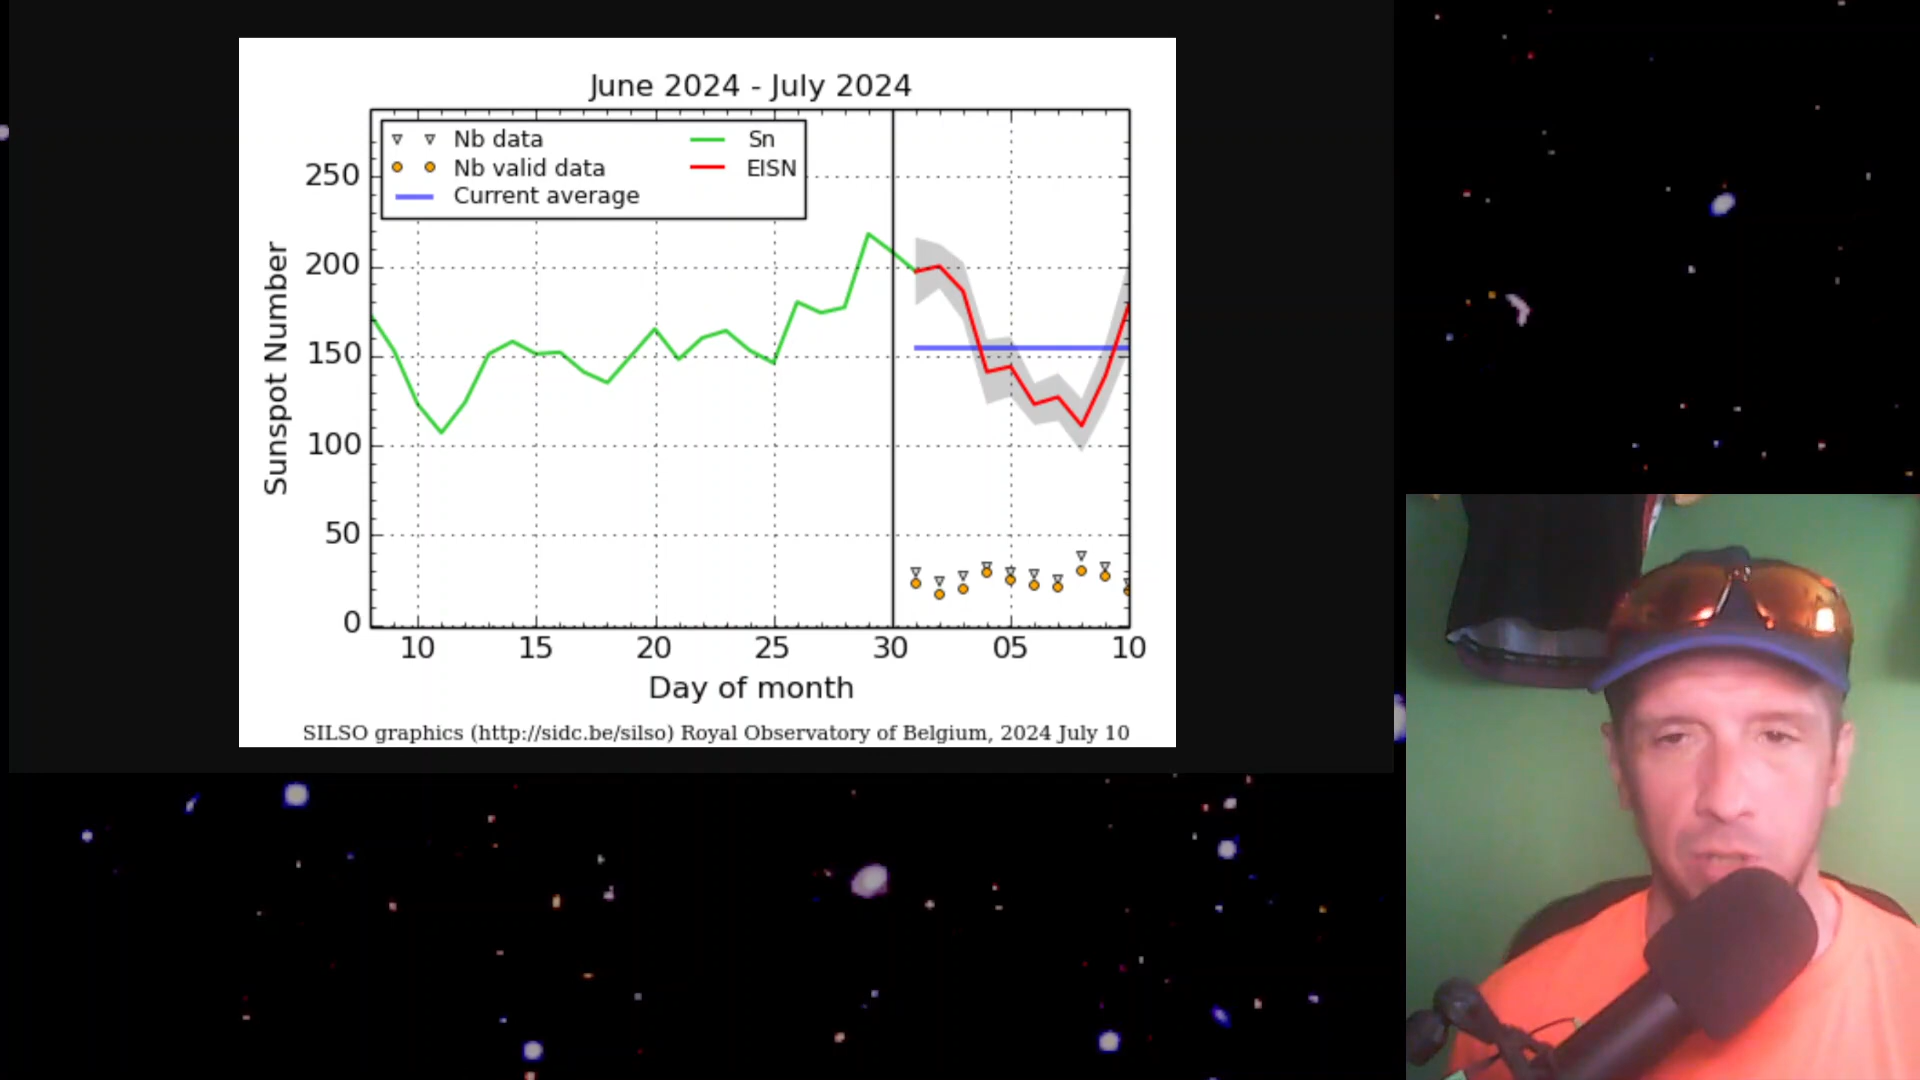 June 2024 - July 2024
Nb data
Sn
Nb valid data
EISN
Current average
250
200
150
100
50
0
Sunspot Number
10 15 20 25 30 05 10
Day of month
SILSO graphics (http://sidc.be/silso) Royal Observatory of Belgium, 2024 July 10